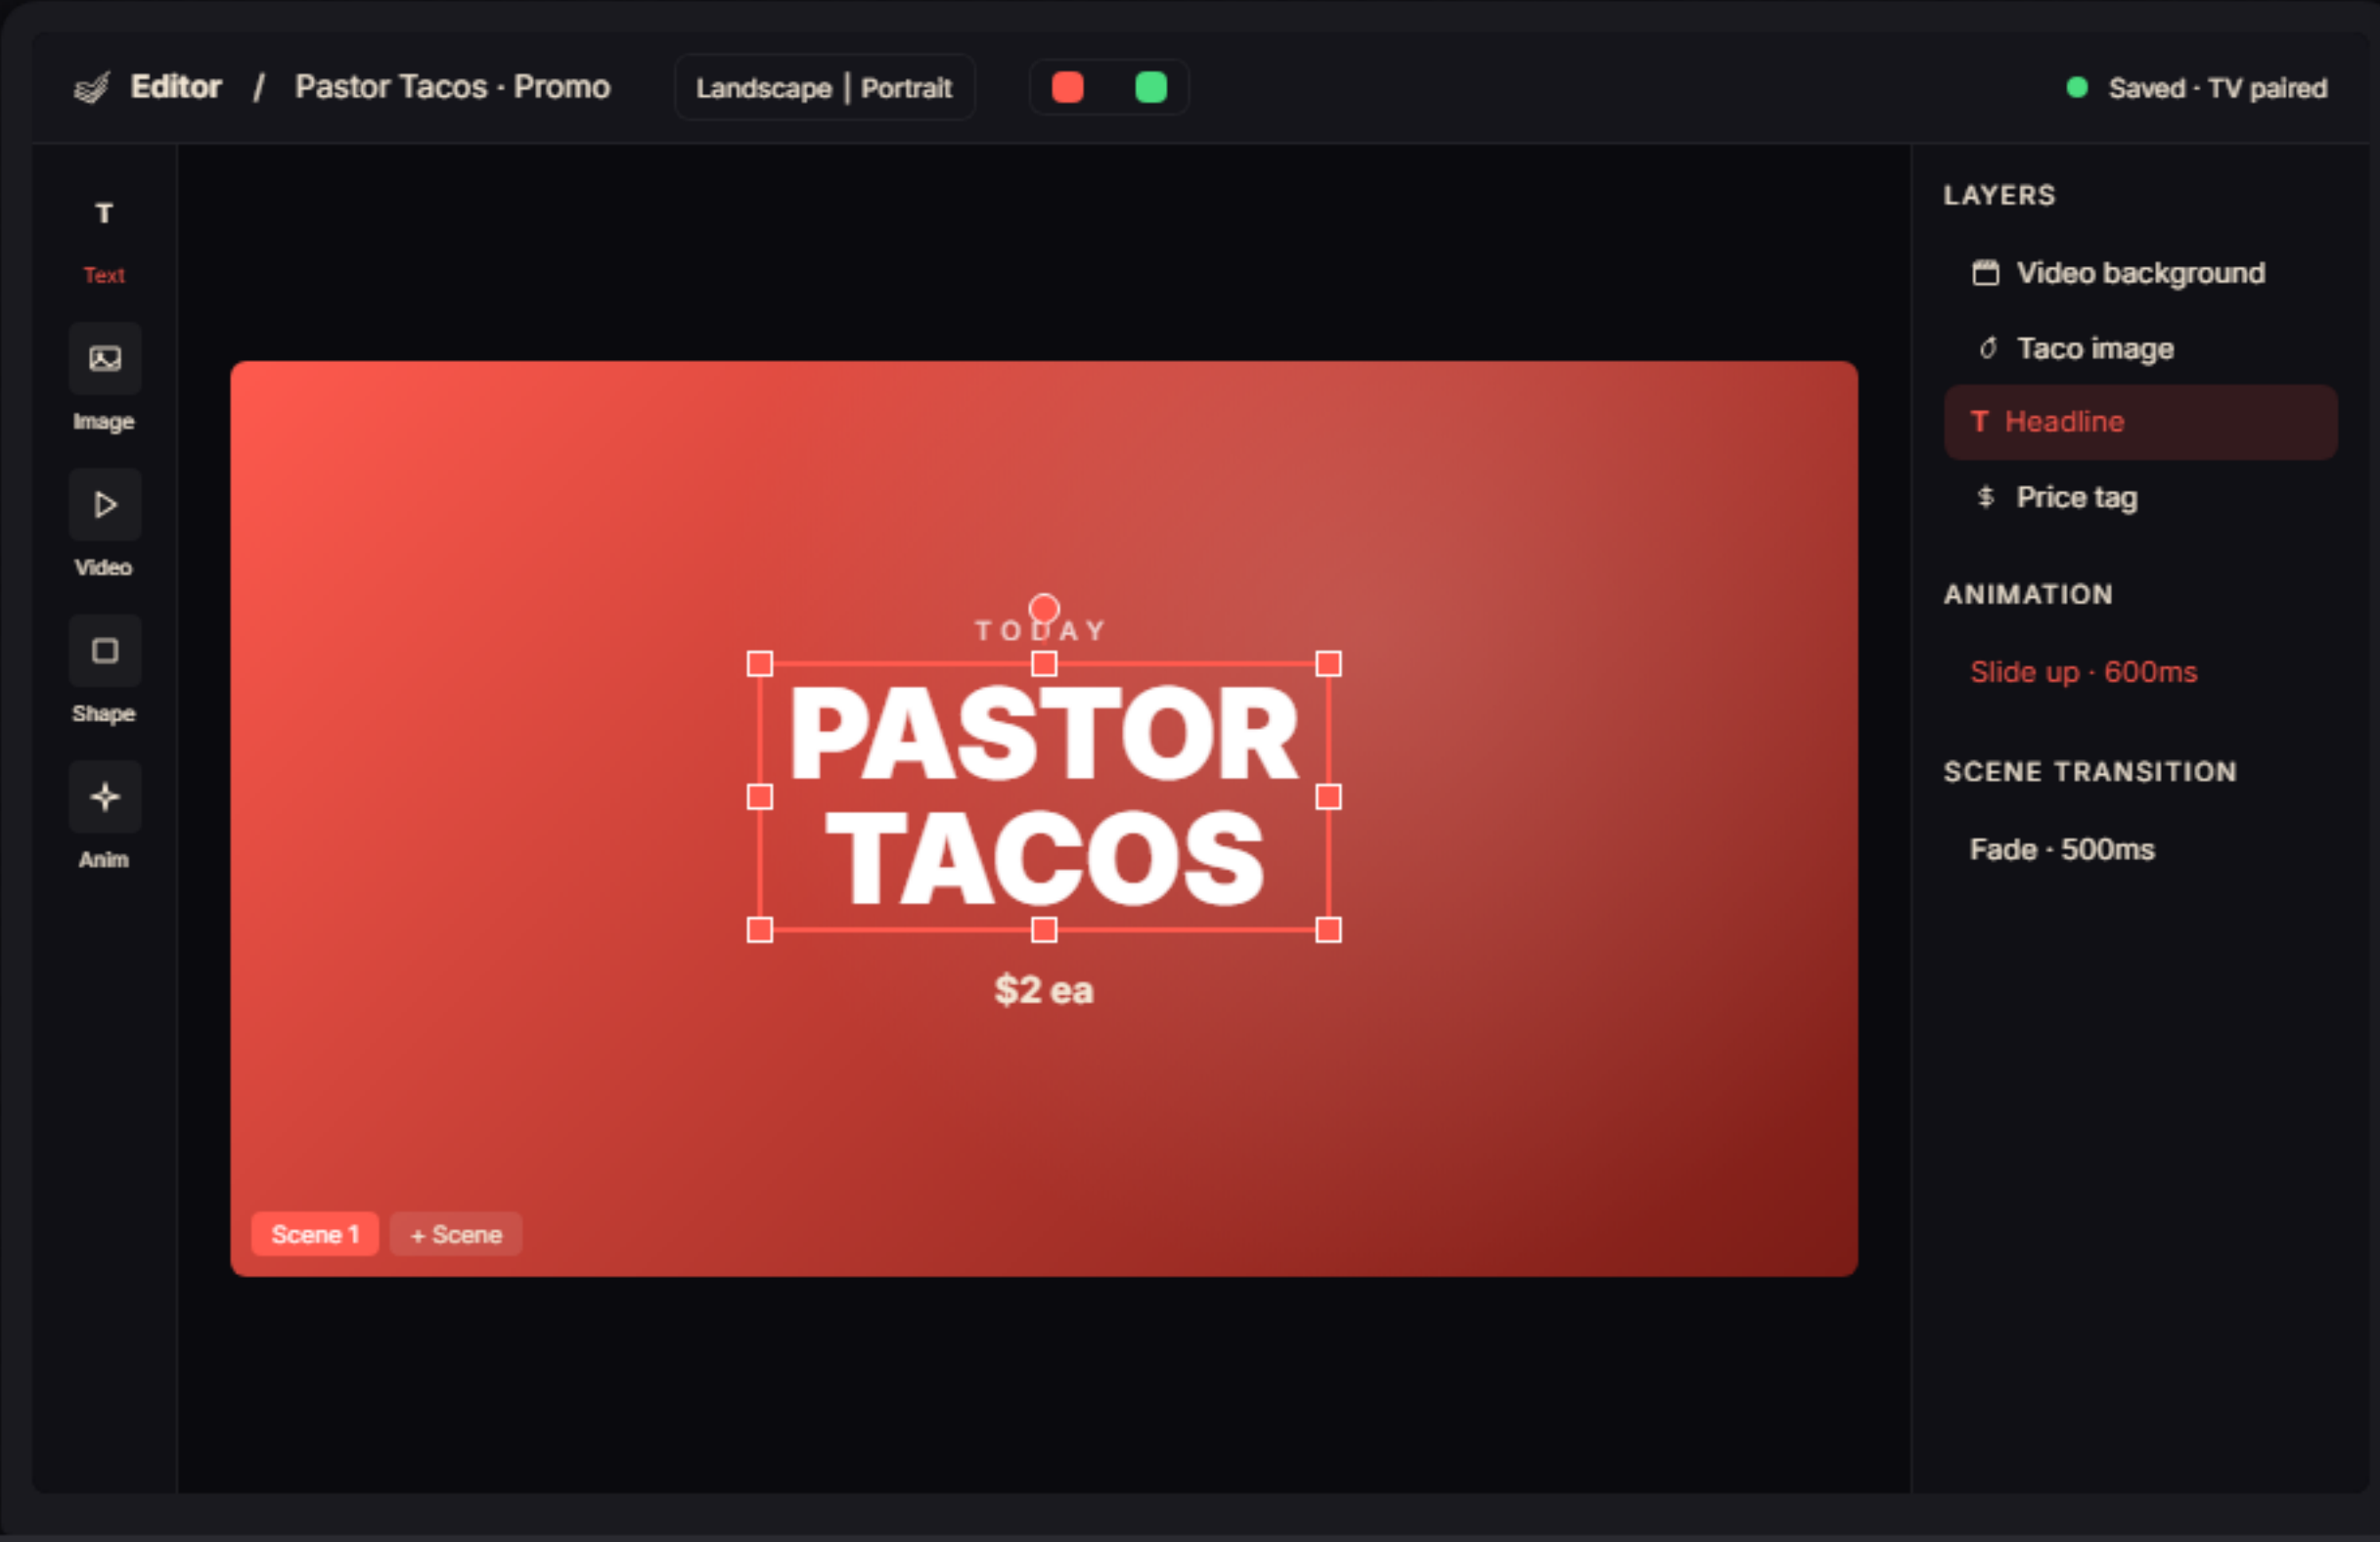 Editor / Pastor Tacos · Promo
Landscape | Portrait
Saved · TV paired
T
Text
Image
Video
Shape
Anim
TODAY
PASTOR
TACOS
$2 ea
Scene 1
+ Scene
LAYERS
Video background
Taco image
T Headline
$ Price tag
ANIMATION
Slide up · 600ms
SCENE TRANSITION
Fade · 500ms